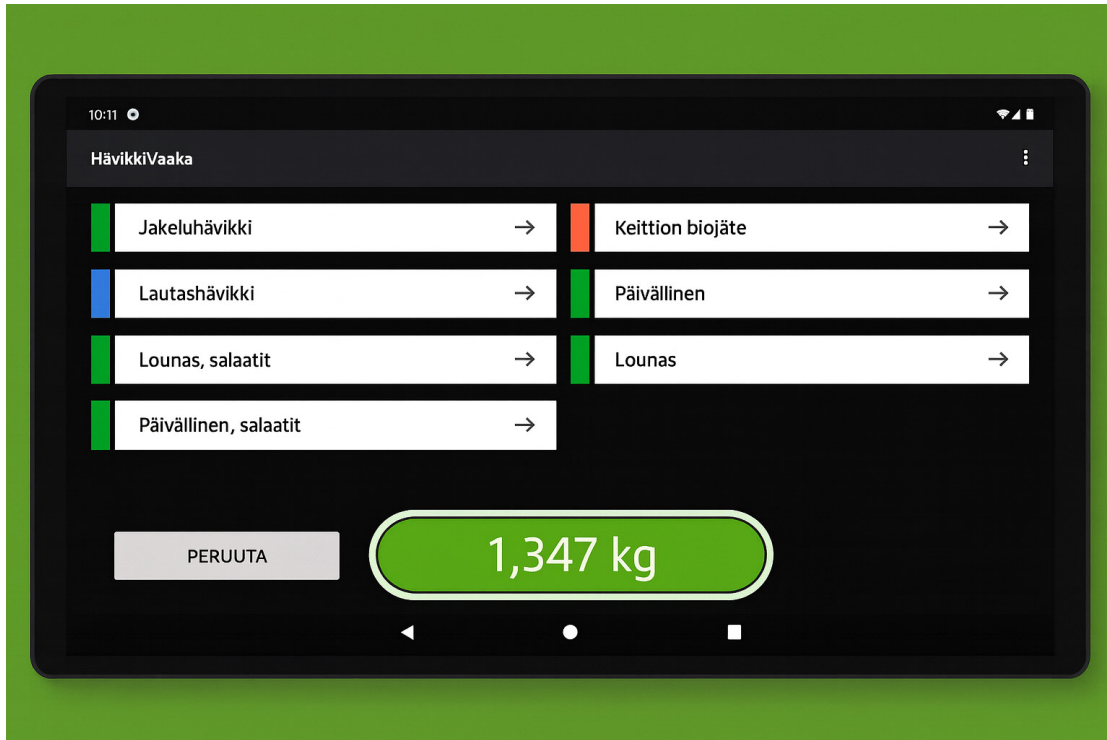 10:11
HävikkiVaaka
Jakeluhävikki
Keittion biojäte
Lautashävikki
Päivällinen
Lounas, salaatit
Lounas
Päivällinen, salaatit
PERUUTA
1,347 kg